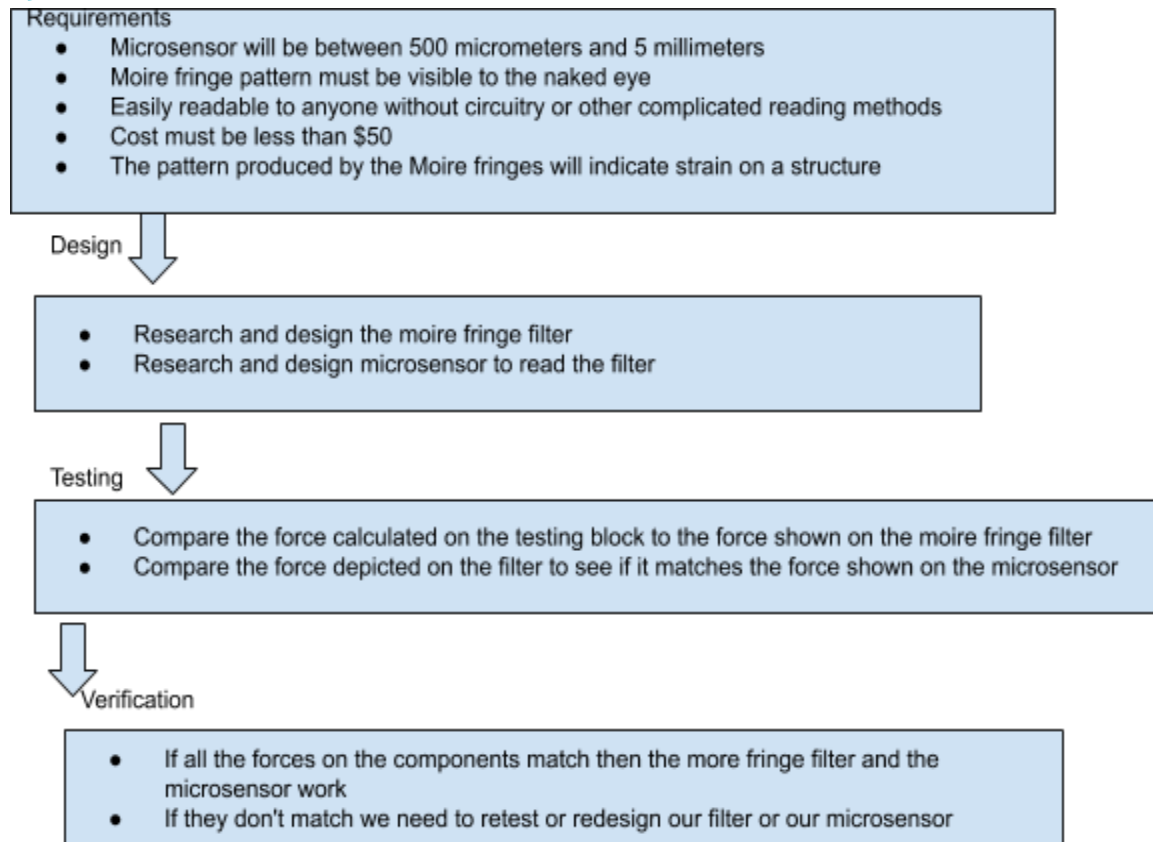 Requirements
● Microsensor will be between 500 micrometers and 5 millimeters
● Moire fringe pattern must be visible to the naked eye
● Easily readable to anyone without circuitry or other complicated reading methods
● Cost must be less than $50
● The pattern produced by the Moire fringes will indicate strain on a structure
Design
● Research and design the moire fringe filter
● Research and design microsensor to read the filter
Testing
● Compare the force calculated on the testing block to the force shown on the moire fringe filter
● Compare the force depicted on the filter to see if it matches the force shown on the microsensor
Verification
● If all the forces on the components match then the more fringe filter and the
microsensor work
● If they don't match we need to retest or redesign our filter or our microsensor